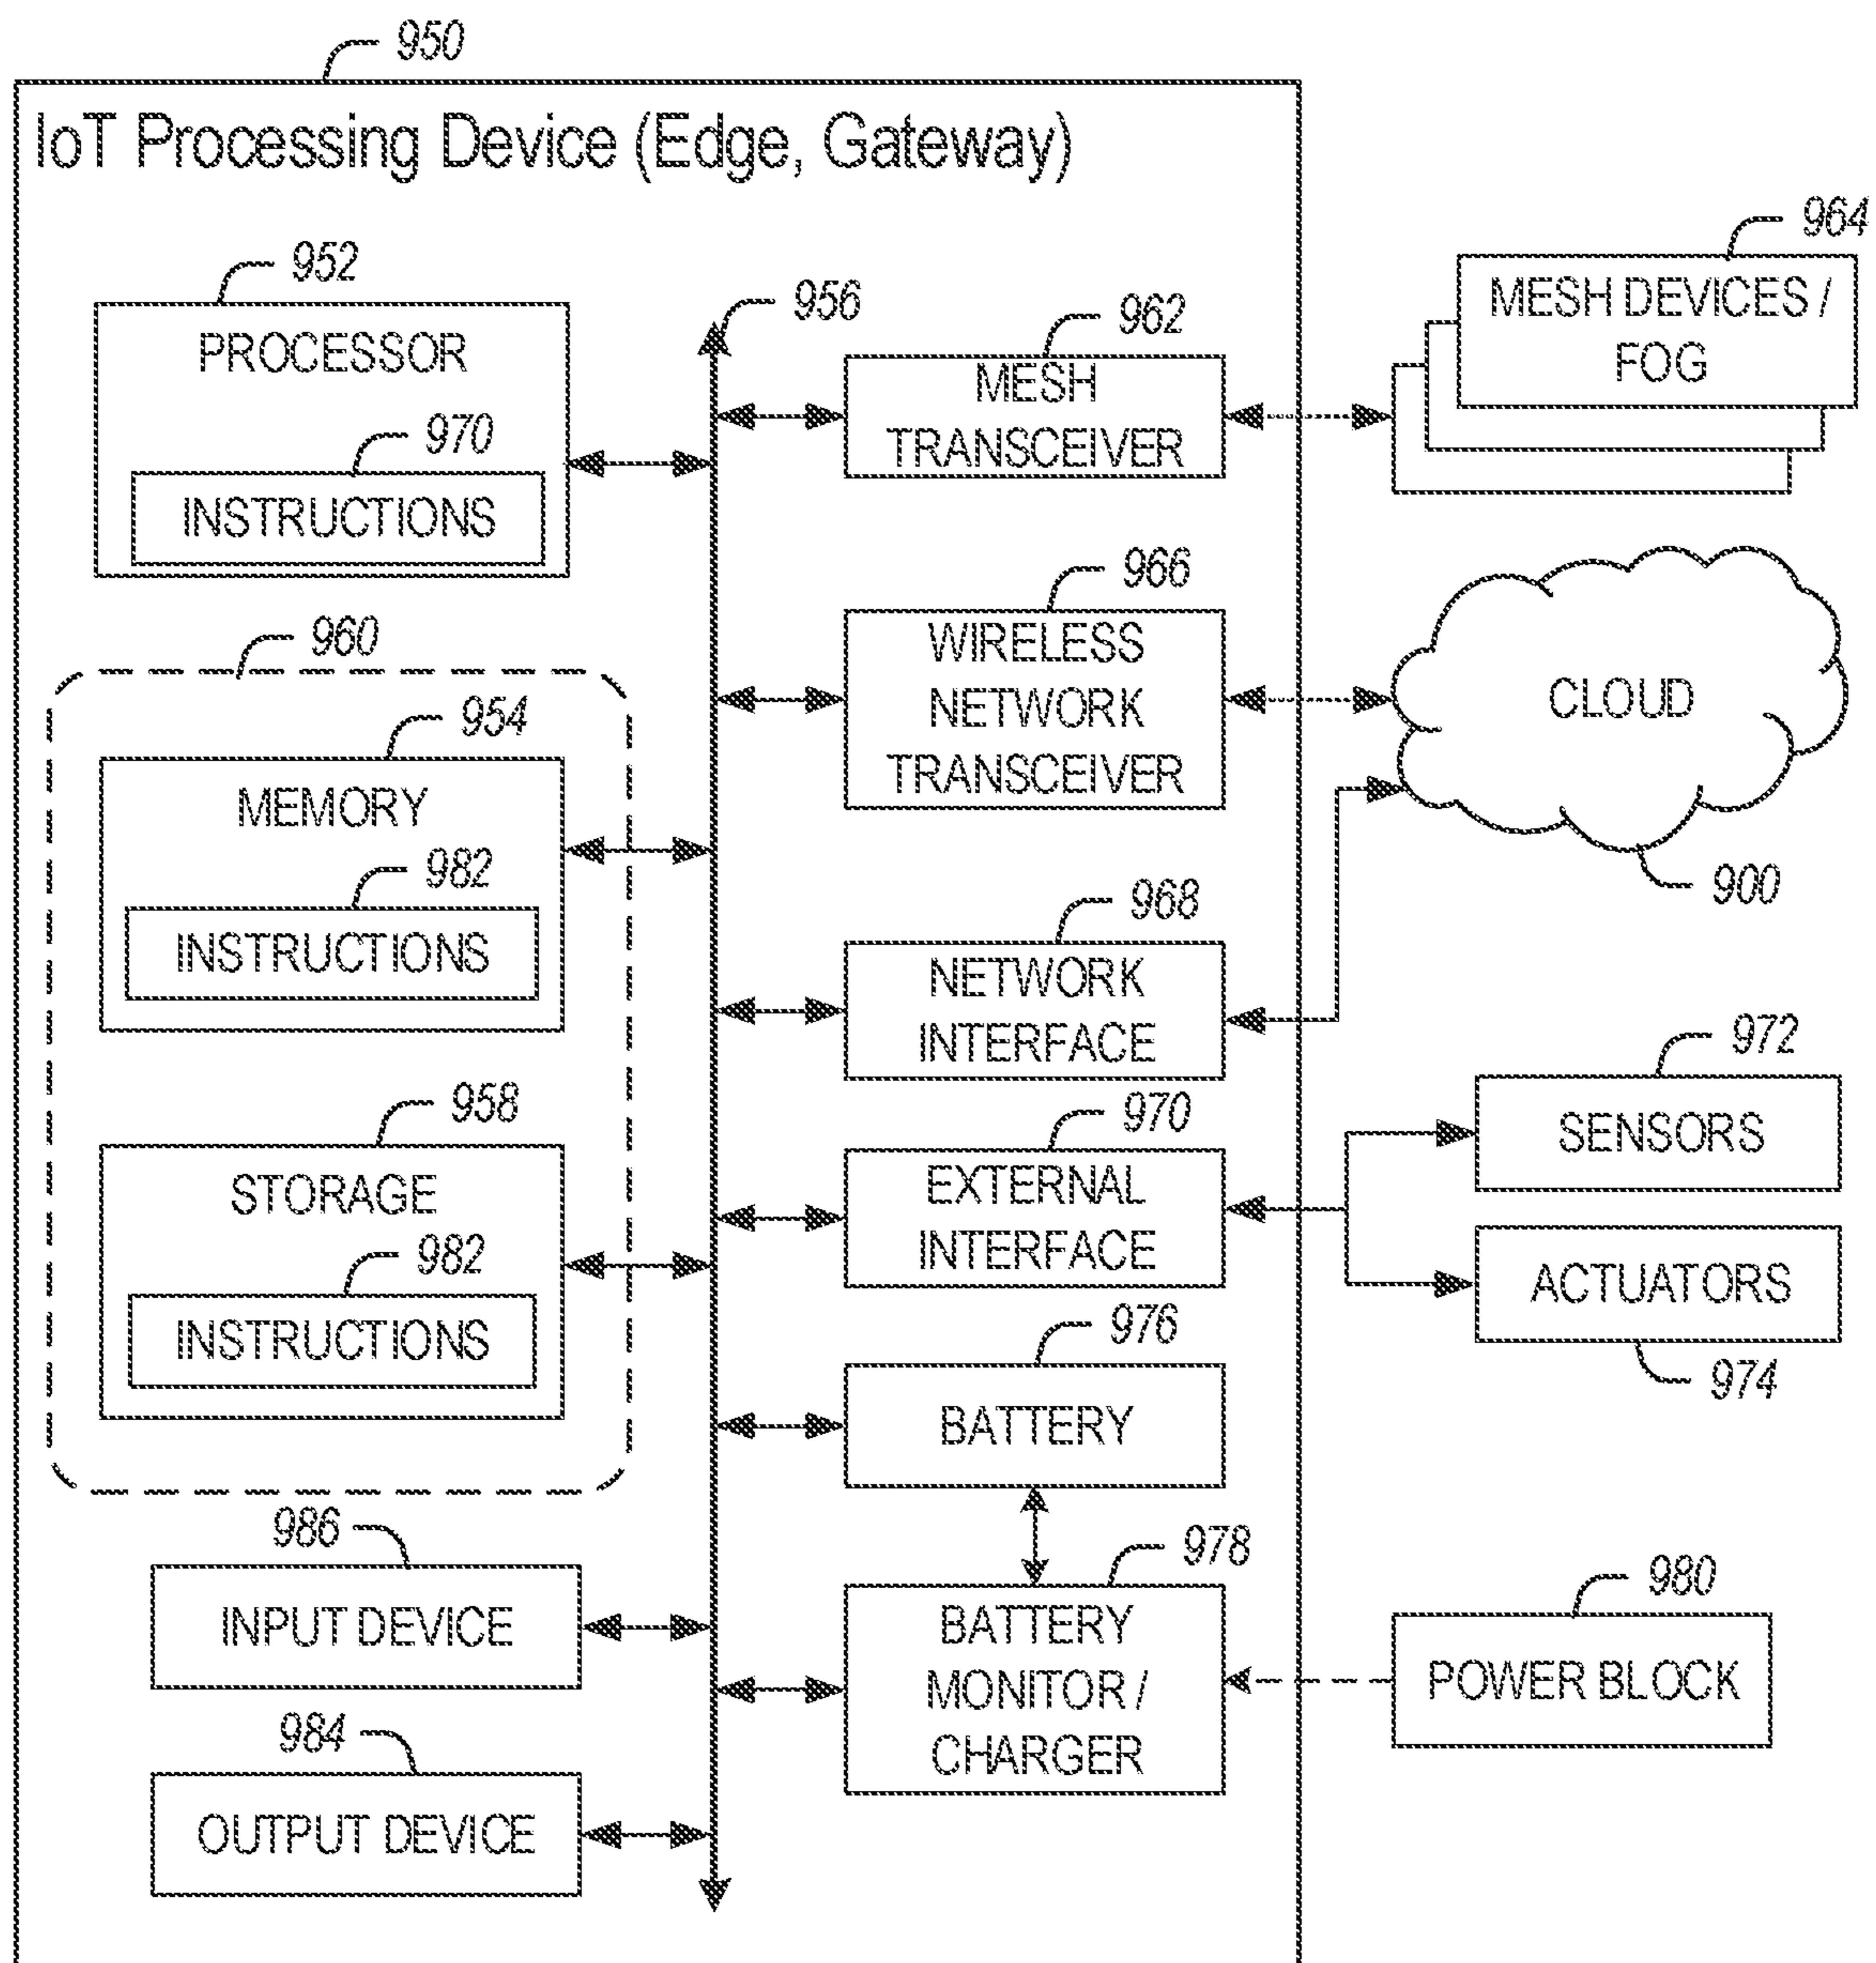 950
IoT Processing Device (Edge, Gateway)
952
PROCESSOR
970
INSTRUCTIONS
960
954
MEMORY
982
INSTRUCTIONS
958
STORAGE
982
INSTRUCTIONS
986
INPUT DEVICE
984
OUTPUT DEVICE
956
962
MESH
TRANSCEIVER
966
WIRELESS
NETWORK
TRANSCEIVER
968
NETWORK
INTERFACE
970
EXTERNAL
INTERFACE
976
BATTERY
978
BATTERY
MONITOR /
CHARGER
964
MESH DEVICES /
FOG
CLOUD
900
972
SENSORS
ACTUATORS
974
980
POWER BLOCK